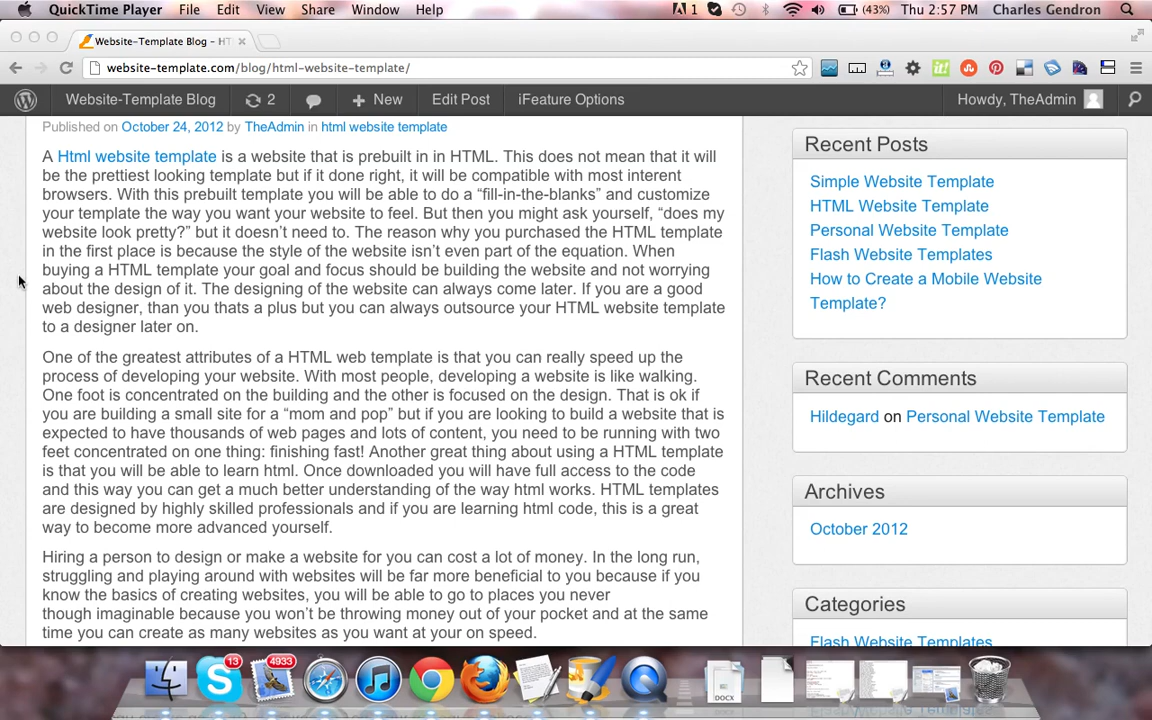 QuickTime Player File Edit View Share Window Help 1 (43%) Thu 2:57 PM Charles Gendron
Website-Template Blog - HT
website-template.com/blog/html-website-template/
Website-Template Blog 2 New Edit Post iFeature Options Howdy, TheAdmin
Published on October 24, 2012 by TheAdmin in html website template
A Html website template is a website that is prebuilt in in HTML. This does not mean that it will
be the prettiest looking template but if it done right, it will be compatible with most interent
browsers. With this prebuilt template you will be able to do a “fill-in-the-blanks” and customize
your template the way you want your website to feel. But then you might ask yourself, “does my
website look pretty?” but it doesn’t need to. The reason why you purchased the HTML template
in the first place is because the style of the website isn’t even part of the equation. When
buying a HTML template your goal and focus should be building the website and not worrying
about the design of it. The designing of the website can always come later. If you are a good
web designer, than you thats a plus but you can always outsource your HTML website template
to a designer later on.
One of the greatest attributes of a HTML web template is that you can really speed up the
process of developing your website. With most people, developing a website is like walking.
One foot is concentrated on the building and the other is focused on the design. That is ok if
you are building a small site for a “mom and pop” but if you are looking to build a website that is
expected to have thousands of web pages and lots of content, you need to be running with two
feet concentrated on one thing: finishing fast! Another great thing about using a HTML template
is that you will be able to learn html. Once downloaded you will have full access to the code
and this way you can get a much better understanding of the way html works. HTML templates
are designed by highly skilled professionals and if you are learning html code, this is a great
way to become more advanced yourself.
Hiring a person to design or make a website for you can cost a lot of money. In the long run,
struggling and playing around with websites will be far more beneficial to you because if you
know the basics of creating websites, you will be able to go to places you never
though imaginable because you won’t be throwing money out of your pocket and at the same
time you can create as many websites as you want at your on speed.
Recent Posts
Simple Website Template
HTML Website Template
Personal Website Template
Flash Website Templates
How to Create a Mobile Website
Template?
Recent Comments
Hildegard on Personal Website Template
Archives
October 2012
Categories
Flash Website Templates
13
4933
DOCX